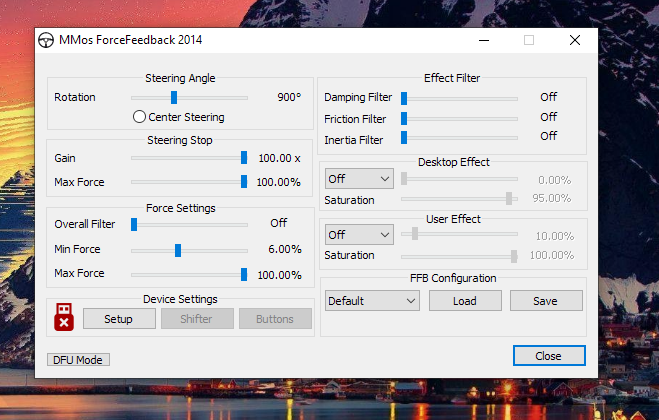 MMos ForceFeedback 2014
Steering Angle
Rotation 900°
Center Steering
Steering Stop
Gain 100.00 x
Max Force 100.00%
Force Settings
Overall Filter Off
Min Force 6.00%
Max Force 100.00%
Device Settings
Setup Shifter Buttons
DFU Mode
Effect Filter
Damping Filter Off
Friction Filter Off
Inertia Filter Off
Desktop Effect
Off 0.00%
Saturation 95.00%
User Effect
Off 10.00%
Saturation 100.00%
FFB Configuration
Default Load Save
Close